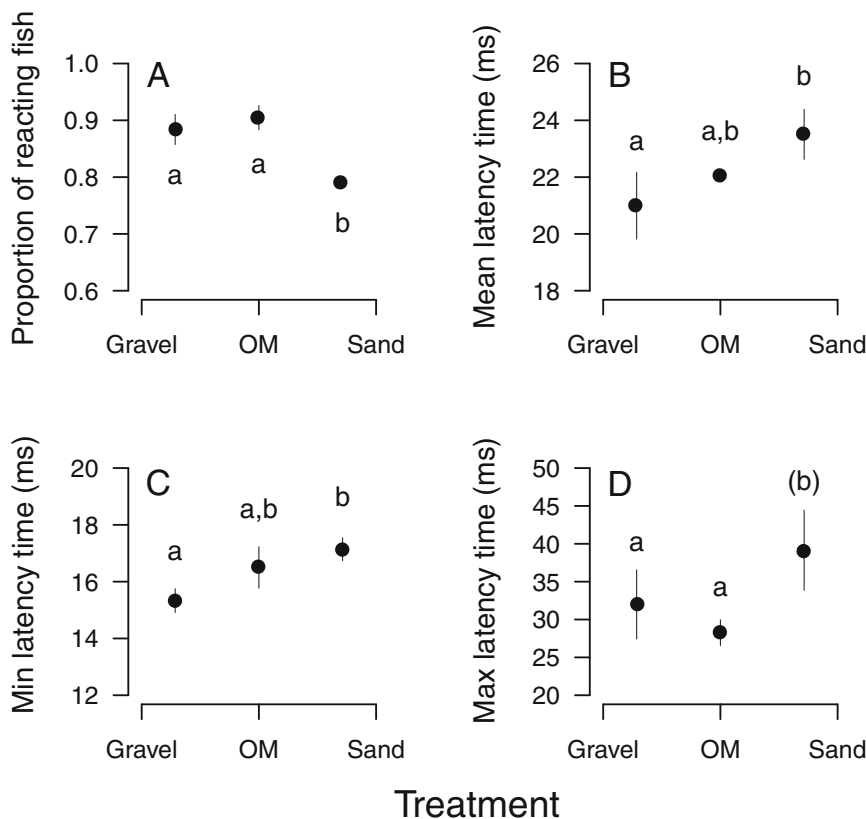 A
Proportion of reacting fish
1.0
0.9
0.8
0.7
0.6
a
a
b
Gravel OM Sand
B
Mean latency time (ms)
26
24
22
20
18
a
a,b
b
Gravel OM Sand
C
Min latency time (ms)
20
18
16
14
12
a
a,b
b
Gravel OM Sand
D
Max latency time (ms)
50
45
40
35
30
25
20
a
a
(b)
Gravel OM Sand
Treatment